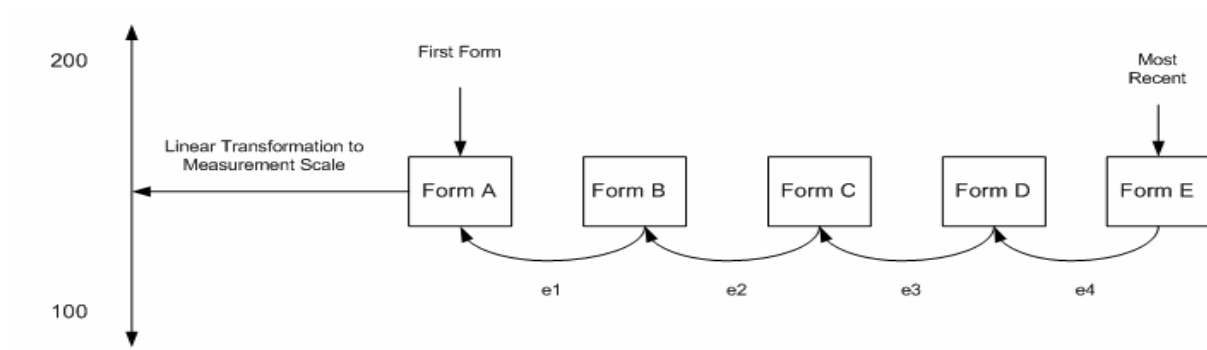 200
First Form
Most
Recent
Linear Transformation to
Measurement Scale
Form A
Form B
Form C
Form D
Form E
e1
e2
e3
e4
100